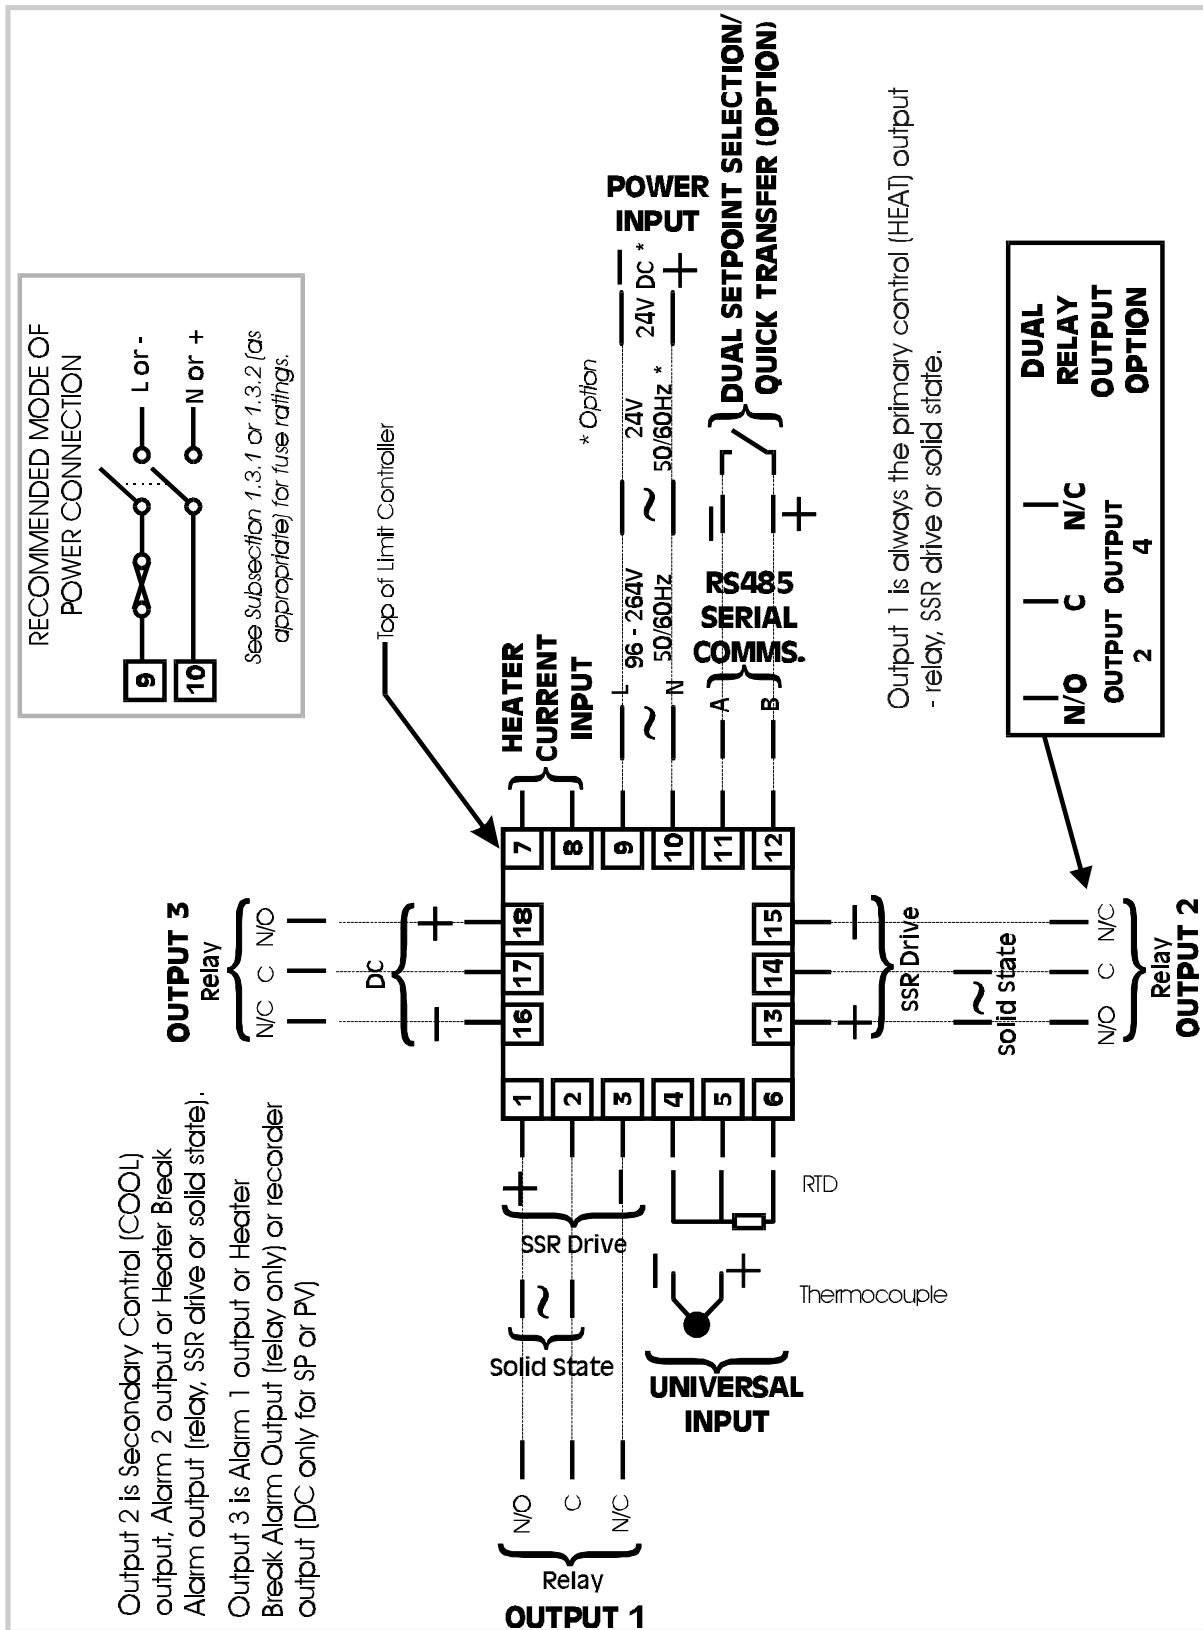 RECOMMENDED MODE OF
POWER CONNECTION
9
L or -
10
N or +
See Subsection 1.3.1 or 1.3.2 (as
appropriate) for fuse ratings.
Top of Limit Controller
OUTPUT 3
Relay
N/C
C
N/O
DC
-
+
16
17
18
Output 2 is Secondary Control (COOL)
output, Alarm 2 output or Heater Break
Alarm output (relay, SSR drive or solid state).
Output 3 is Alarm 1 output or Heater
Break Alarm Output (relay only) or recorder
output (DC only for SP or PV)
HEATER
CURRENT
INPUT
7
8
9
10
11
12
L
N
~
96 - 264V
50/60Hz
~
24V
50/60Hz *
24V DC *
-
+
* Option
POWER
INPUT
A
B
RS485
SERIAL
COMMS.
-
+
DUAL SETPOINT SELECTION/
QUICK TRANSFER (OPTION)
1
2
3
4
5
6
+
-
SSR Drive
~
Solid State
N/O
C
N/C
Relay
OUTPUT 1
RTD
-
+
Thermocouple
UNIVERSAL
INPUT
13
14
15
+
-
SSR Drive
~
Solid State
N/O
C
N/C
Relay
OUTPUT 2
Output 1 is always the primary control (HEAT) output
- relay, SSR drive or solid state.
N/O
C
N/C
OUTPUT OUTPUT
2 4
DUAL
RELAY
OUTPUT
OPTION